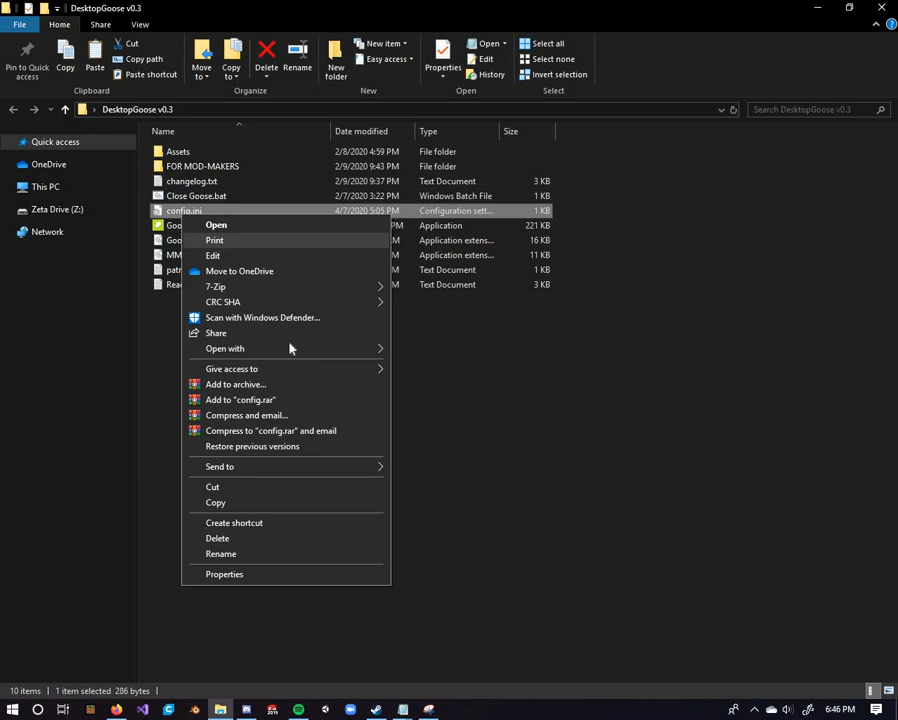 DesktopGoose v0.3
File Home Share View
Pin to Quick access
Copy
Paste
Cut
Copy path
Paste shortcut
Clipboard
Move to
Copy to
Delete
Rename
Organize
New folder
New item
Easy access
New
Properties
Open
Edit
History
Open
Select all
Select none
Invert selection
Select
DesktopGoose v0.3
Search DesktopGoose v0.3
Quick access
OneDrive
This PC
Zeta Drive (Z:)
Network
Name Date modified Type Size
Assets 2/8/2020 4:59 PM File folder
FOR MOD-MAKERS 2/9/2020 9:43 PM File folder
changelog.txt 2/9/2020 9:37 PM Text Document 3 KB
Close Goose.bat 2/7/2020 3:22 PM Windows Batch File 1 KB
config.ini 4/7/2020 5:05 PM Configuration sett... 1 KB
Goo PM Application 221 KB
Goo PM Application extens... 16 KB
MM PM Application extens... 11 KB
patr PM Text Document 1 KB
Rea PM Text Document 3 KB
Open
Print
Edit
Move to OneDrive
7-Zip
CRC SHA
Scan with Windows Defender...
Share
Open with
Give access to
Add to archive...
Add to "config.rar"
Compress and email...
Compress to "config.rar" and email
Restore previous versions
Send to
Cut
Copy
Create shortcut
Delete
Rename
Properties
10 items 1 item selected 286 bytes
6:46 PM